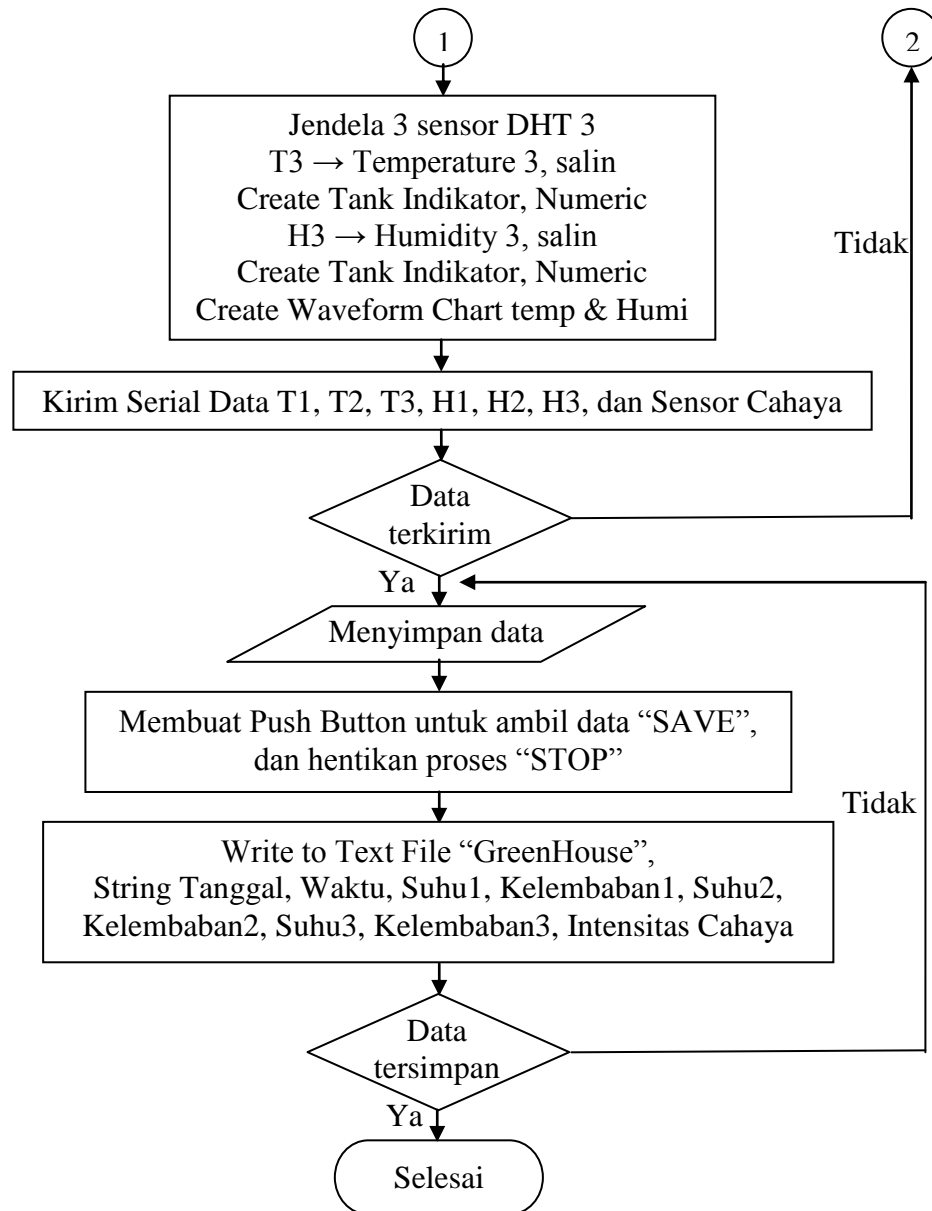 1
2
Jendela 3 sensor DHT 3
T3 → Temperature 3, salin
Create Tank Indikator, Numeric
H3 → Humidity 3, salin
Create Tank Indikator, Numeric
Create Waveform Chart temp & Humi
Tidak
Kirim Serial Data T1, T2, T3, H1, H2, H3, dan Sensor Cahaya
Data
terkirim
Ya
Menyimpan data
Membuat Push Button untuk ambil data “SAVE”,
dan hentikan proses “STOP”
Tidak
Write to Text File “GreenHouse”,
String Tanggal, Waktu, Suhu1, Kelembaban1, Suhu2,
Kelembaban2, Suhu3, Kelembaban3, Intensitas Cahaya
Data
tersimpan
Ya
Selesai